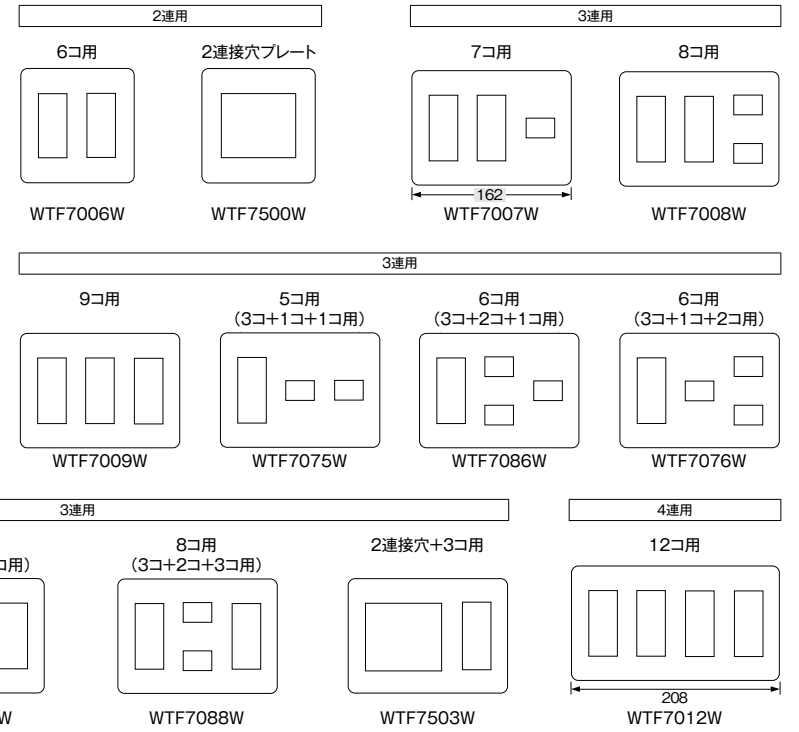 2連用
3連用
6コ用
2連接穴プレート
7コ用
8コ用
162
WTF7006W
WTF7500W
WTF7007W
WTF7008W
3連用
9コ用
5コ用
(3コ+1コ+1コ用)
6コ用
(3コ+2コ+1コ用)
6コ用
(3コ+1コ+2コ用)
WTF7009W
WTF7075W
WTF7086W
WTF7076W
3連用
4連用
コ用)
8コ用
(3コ+2コ+3コ用)
2連接穴+3コ用
12コ用
208
W
WTF7088W
WTF7503W
WTF7012W